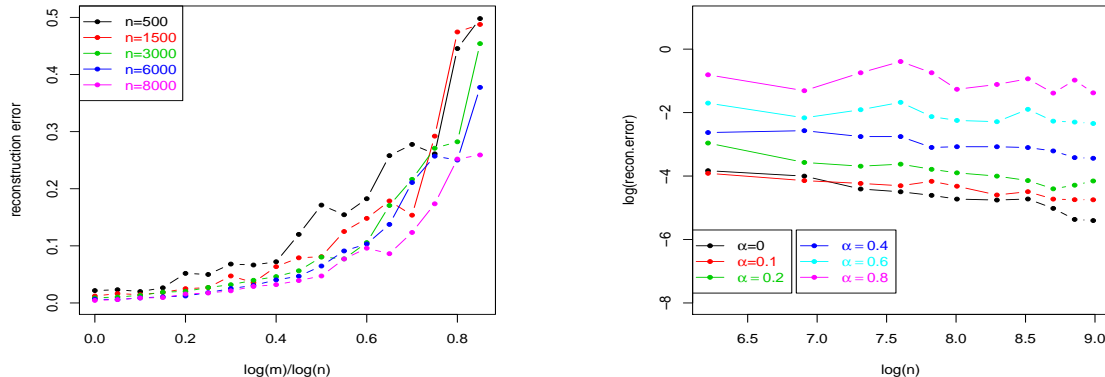 reconstruction error
0.5
0.4
0.3
0.2
0.1
0.0
n=500
n=1500
n=3000
n=6000
n=8000
0.0 0.2 0.4 0.6 0.8
log(m)/log(n)
log(recon.error)
0
−2
−4
−6
−8
α=0
α=0.1
α = 0.2
α = 0.4
α = 0.6
α = 0.8
6.5 7.0 7.5 8.0 8.5 9.0
log(n)